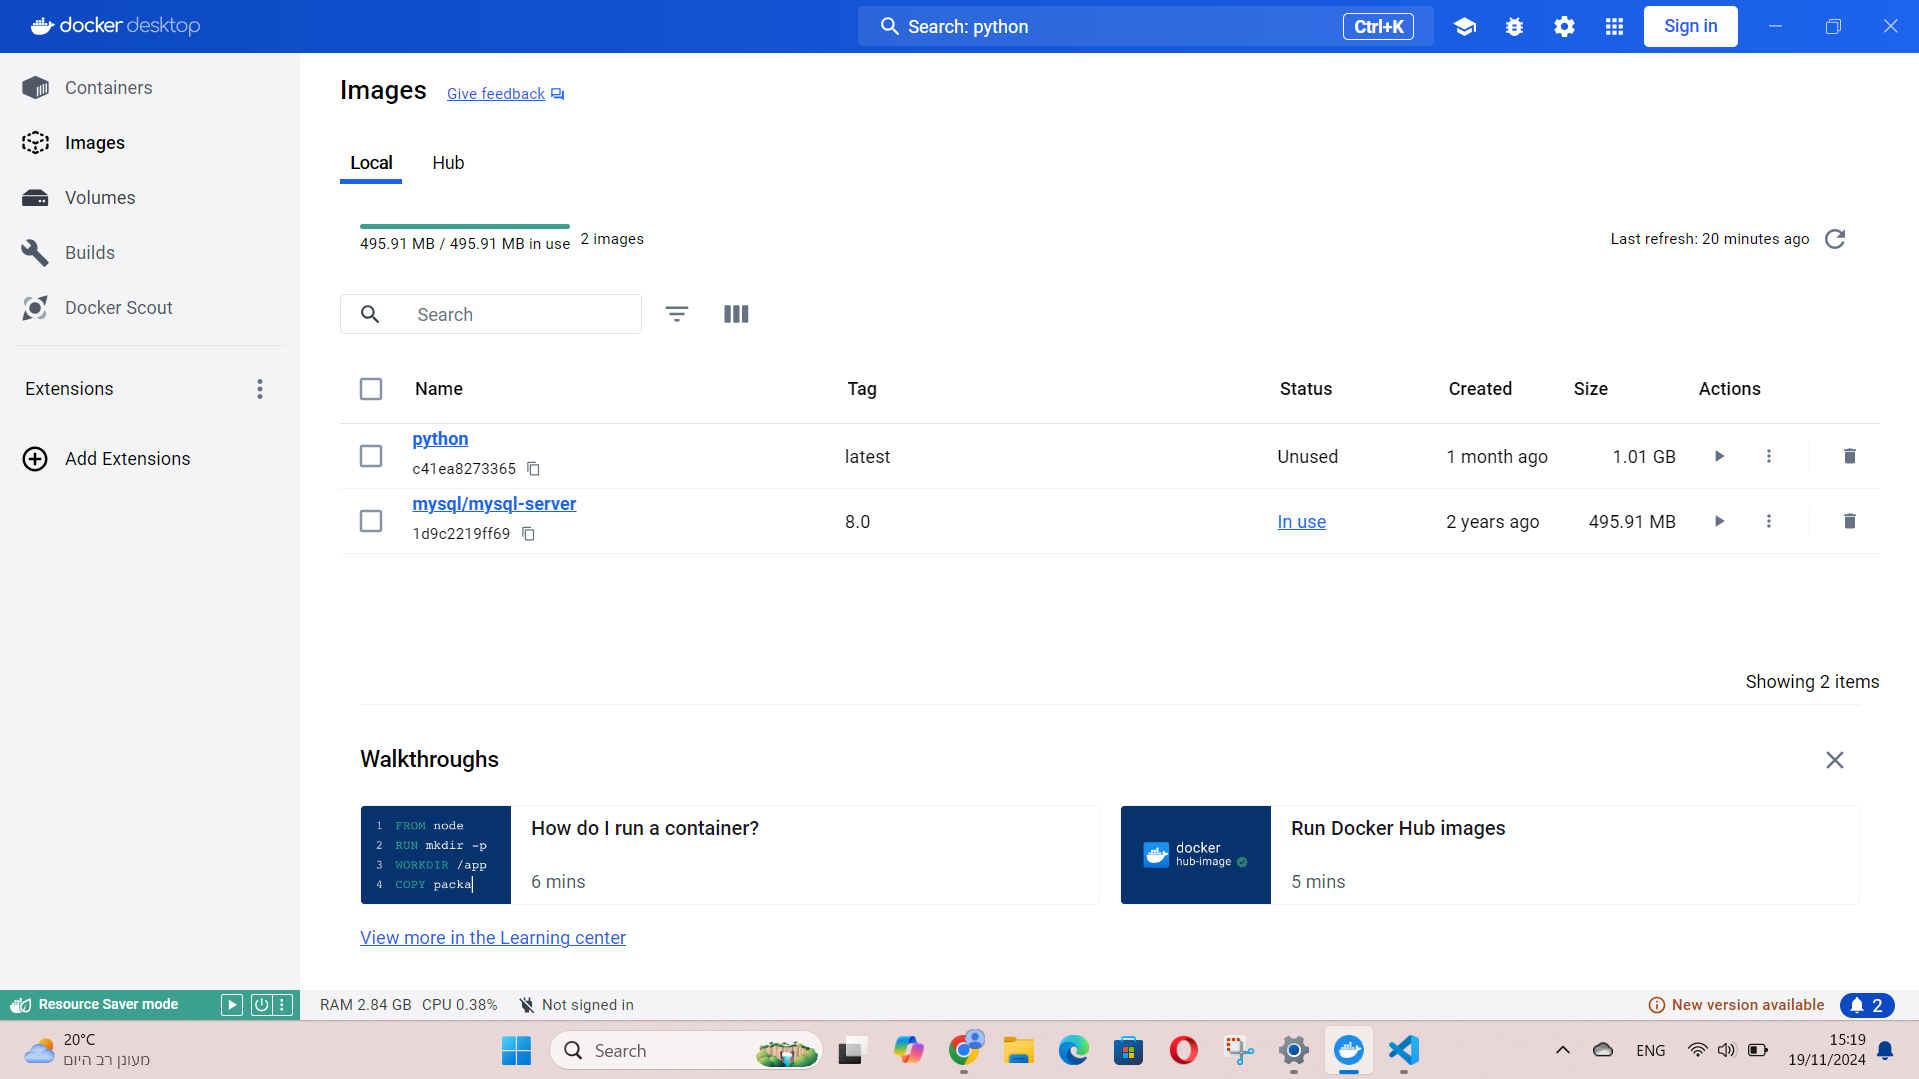 docker desktop
Search: python
Ctrl+K
Sign in
Containers
Images
Volumes
Builds
Docker Scout
Extensions
Add Extensions
Images
Give feedback
Local
Hub
495.91 MB / 495.91 MB in use
2 images
Last refresh: 20 minutes ago
Search
Name
Tag
Status
Created
Size
Actions
python
c41ea8273365
latest
Unused
1 month ago
1.01 GB
mysql/mysql-server
1d9c2219ff69
8.0
In use
2 years ago
495.91 MB
Showing 2 items
Walkthroughs
1 FROM node
2 RUN mkdir -p
3 WORKDIR /app
4 COPY packa
How do I run a container?
6 mins
docker
hub-image
Run Docker Hub images
5 mins
View more in the Learning center
Resource Saver mode
RAM 2.84 GB CPU 0.38%
Not signed in
New version available
2
20°C
מעונן רב היום
Search
ENG
15:19
19/11/2024